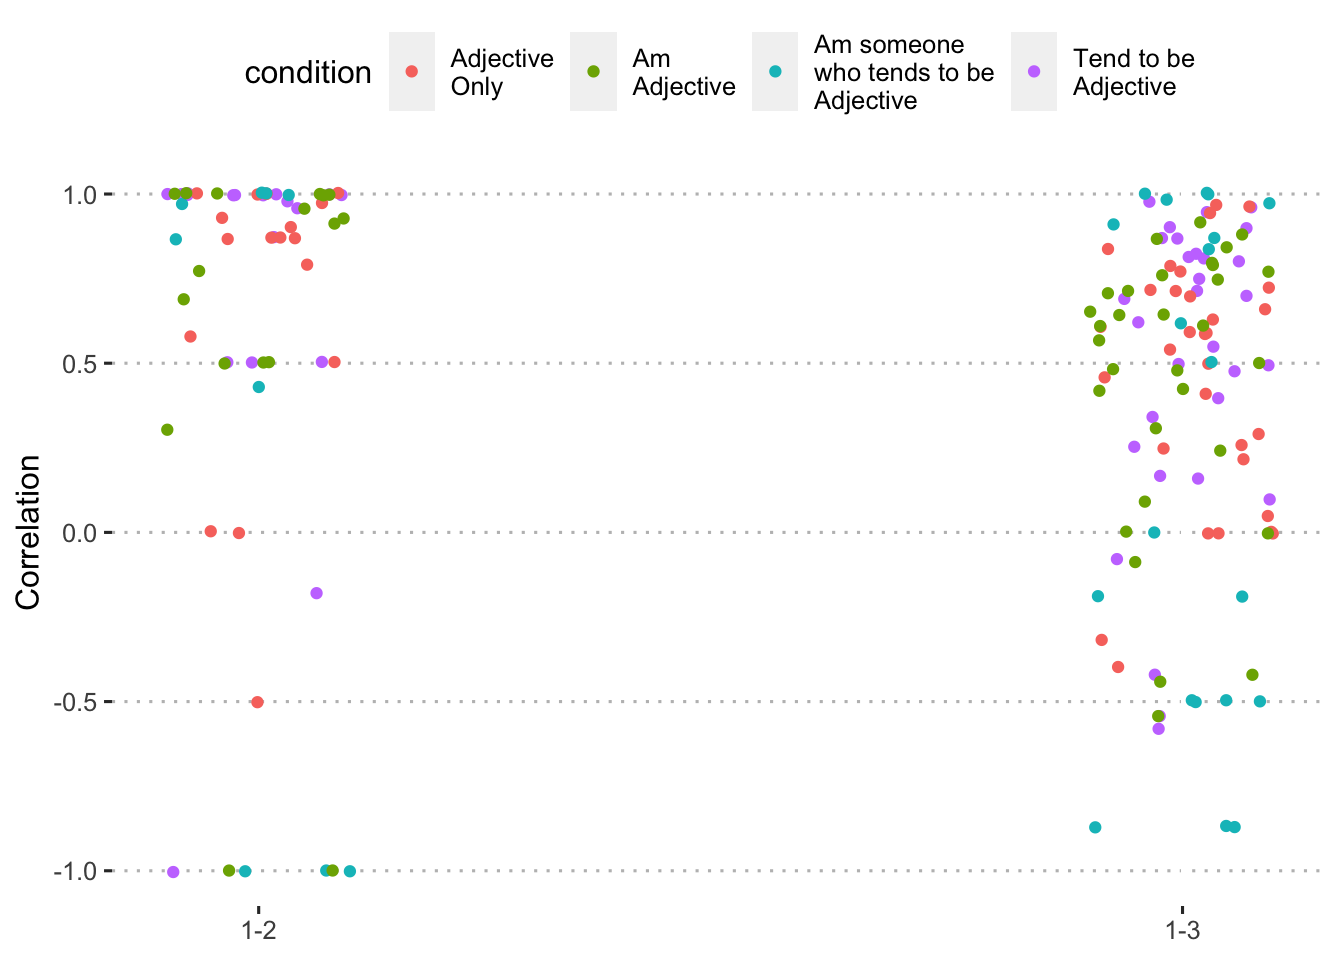 condition
Adjective
Only
Am
Adjective
Am someone
who tends to be
Adjective
Tend to be
Adjective
Correlation
1.0
0.5
0.0
-0.5
-1.0
1-2
1-3